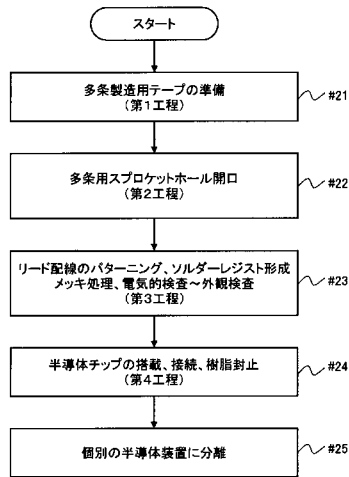 スタート
多条製造用テープの準備
(第1工程)
#21
多条用スプロケットホール開口
(第2工程)
#22
リード配線のパターニング、ソルダーレジスト形成
メッキ処理、電気的検査～外観検査
(第3工程)
#23
半導体チップの搭載、接続、樹脂封止
(第4工程)
#24
個別の半導体装置に分離
#25